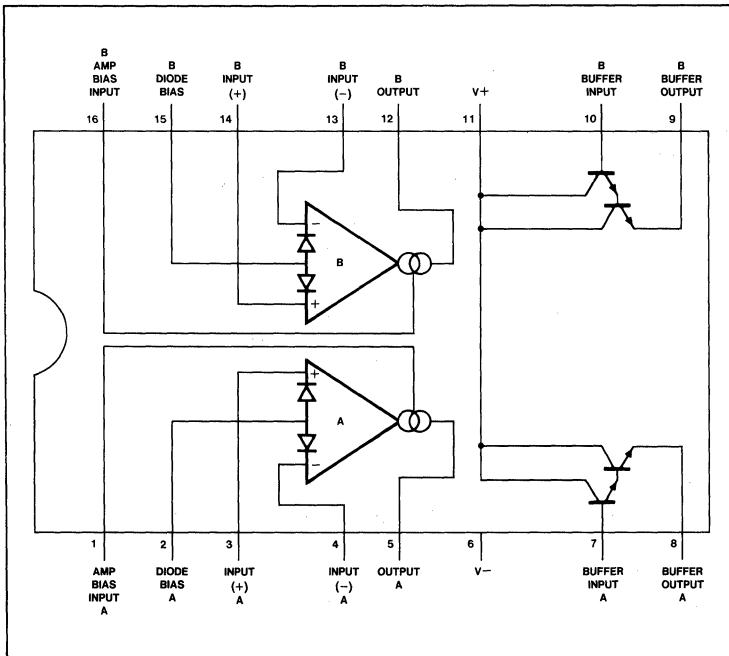 B
AMP
BIAS
INPUT
B
DIODE
BIAS
B
INPUT
(+)
B
INPUT
(−)
B
OUTPUT
V+
B
BUFFER
INPUT
B
BUFFER
OUTPUT
16 15 14 13 12 11 10 9
−
B
+
+
A
−
1 2 3 4 5 6 7 8
AMP
BIAS
INPUT
A
DIODE
BIAS
A
INPUT
(+)
A
INPUT
(−)
A
OUTPUT
A
V−
BUFFER
INPUT
A
BUFFER
OUTPUT
A